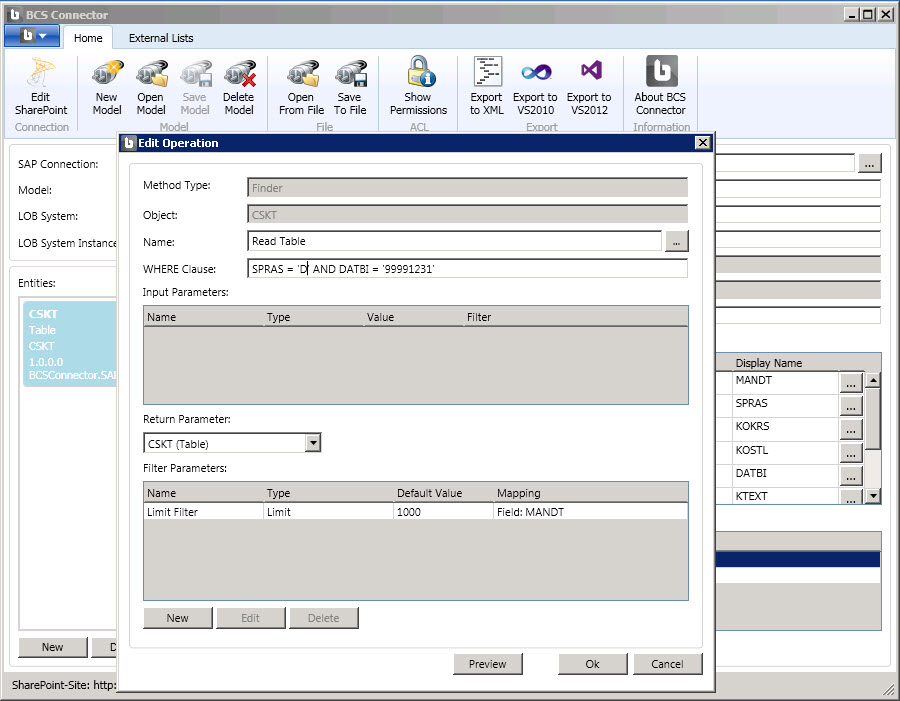 BCS Connector
Home External Lists
Edit SharePoint
New Model
Open Model
Save Model
Delete Model
Open From File
Save To File
Show Permissions
Export to XML
Export to VS2010
Export to VS2012
About BCS Connector
Connection Model File ACL Export Information
Edit Operation
SAP Connection:
Model:
LOB System:
LOB System Instance
Entities:
CSKT
Table
CSKT
1.0.0.0
BCSConnector.SA
New D
SharePoint-Site: http:
Method Type: Finder
Object: CSKT
Name: Read Table ...
WHERE Clause: SPRAS = 'D' AND DATBI = '99991231'
Input Parameters:
Name Type Value Filter
Return Parameter:
CSKT (Table)
Filter Parameters:
Name Type Default Value Mapping
Limit Filter Limit 1000 Field: MANDT
New Edit Delete
Preview Ok Cancel
...
Display Name
MANDT ...
SPRAS ...
KOKRS ...
KOSTL ...
DATBI ...
KTEXT ...